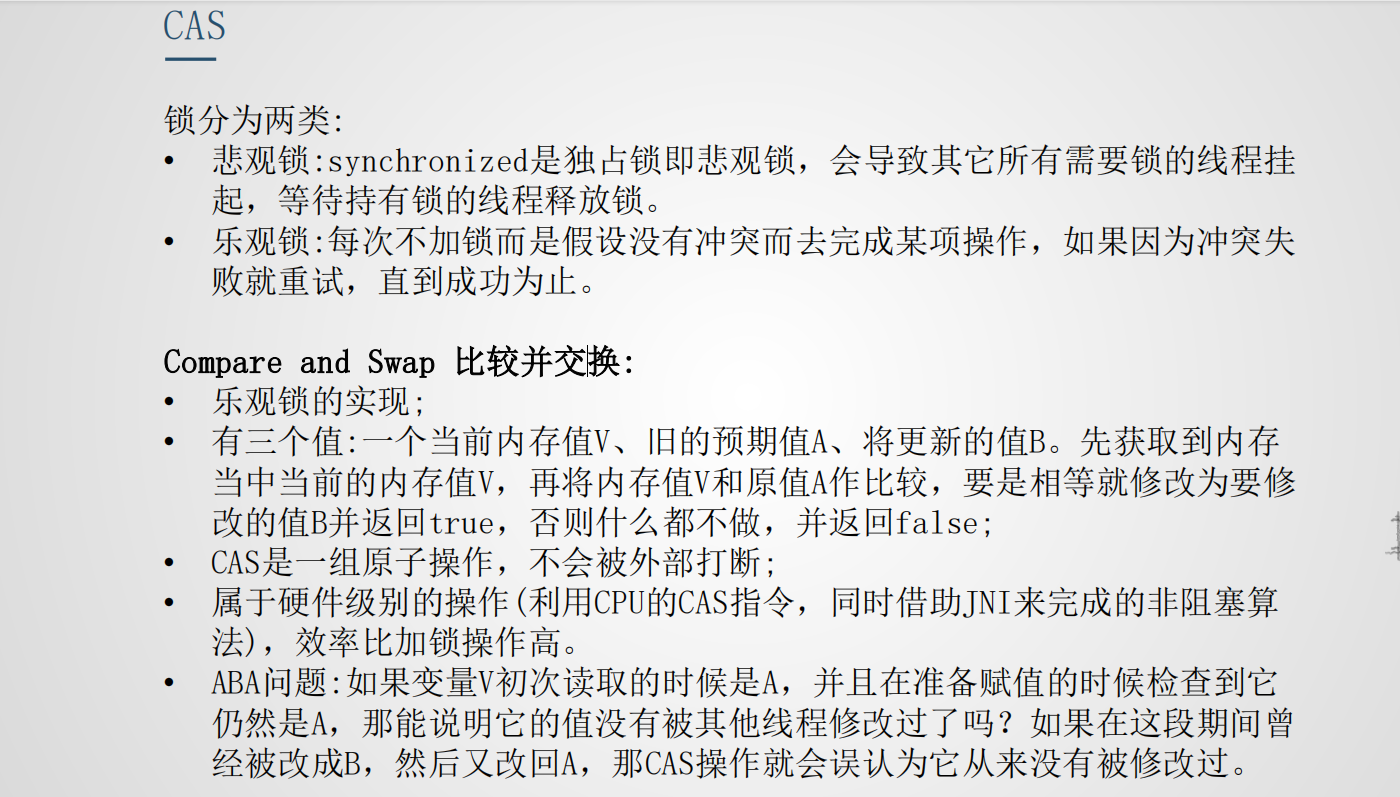 CAS
锁分为两类:
• 悲观锁:synchronized是独占锁即悲观锁，会导致其它所有需要锁的线程挂
起，等待持有锁的线程释放锁。
• 乐观锁:每次不加锁而是假设没有冲突而去完成某项操作，如果因为冲突失
败就重试，直到成功为止。
Compare and Swap 比较并交换:
• 乐观锁的实现;
• 有三个值:一个当前内存值V、旧的预期值A、将更新的值B。先获取到内存
当中当前的内存值V，再将内存值V和原值A作比较，要是相等就修改为要修
改的值B并返回true，否则什么都不做，并返回false;
• CAS是一组原子操作，不会被外部打断;
• 属于硬件级别的操作(利用CPU的CAS指令，同时借助JNI来完成的非阻塞算
法)，效率比加锁操作高。
• ABA问题:如果变量V初次读取的时候是A，并且在准备赋值的时候检查到它
仍然是A，那能说明它的值没有被其他线程修改过了吗？如果在这段期间曾
经被改成B，然后又改回A，那CAS操作就会误认为它从来没有被修改过。